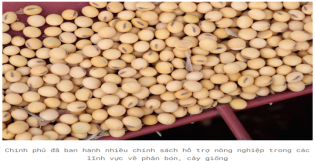 Chính phủ đã ban hành nhiều chính sách hỗ trợ nông nghiệp trong các
lĩnh vực về phân bón, cây giống